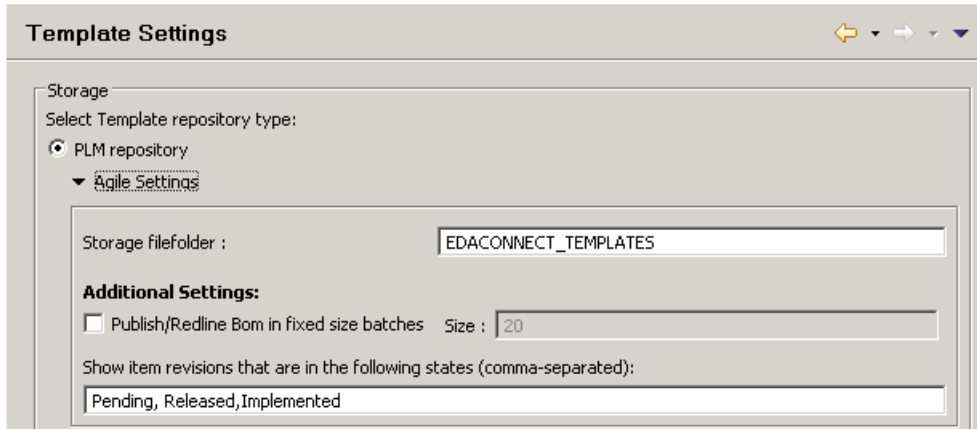 Template Settings
Storage
Select Template repository type:
PLM repository
Agile Settings
Storage filefolder :
EDACONNECT_TEMPLATES
Additional Settings:
Publish/Redline Bom in fixed size batches Size : 20
Show item revisions that are in the following states (comma-separated):
Pending, Released,Implemented